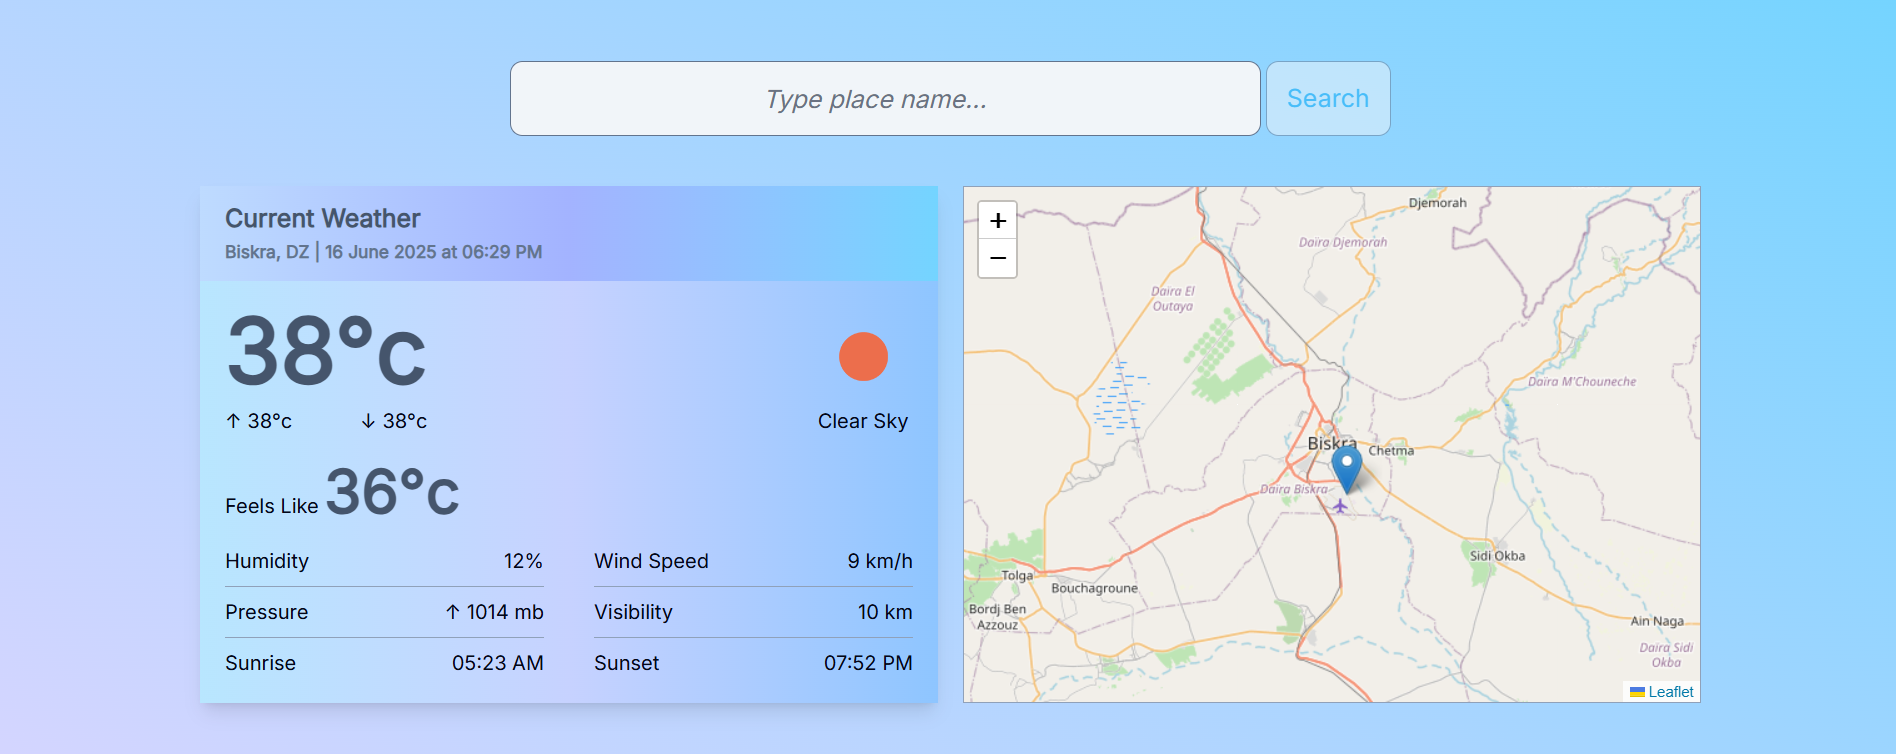 Type place name...
Search
Current Weather
Biskra, DZ | 16 June 2025 at 06:29 PM
38°c
↑ 38°c ↓ 38°c
Clear Sky
Feels Like 36°c
Humidity 12%
Wind Speed 9 km/h
Pressure ↑ 1014 mb
Visibility 10 km
Sunrise 05:23 AM
Sunset 07:52 PM
+
−
Djemorah
Daira Djemorah
Daira El
Outaya
Daira M'Chouneche
Biskra
Chetma
Daira Biskra
Sidi Okba
Tolga
Bouchagroune
Bordj Ben
Azzouz
Ain Naga
Daira Sidi
Okba
Leaflet